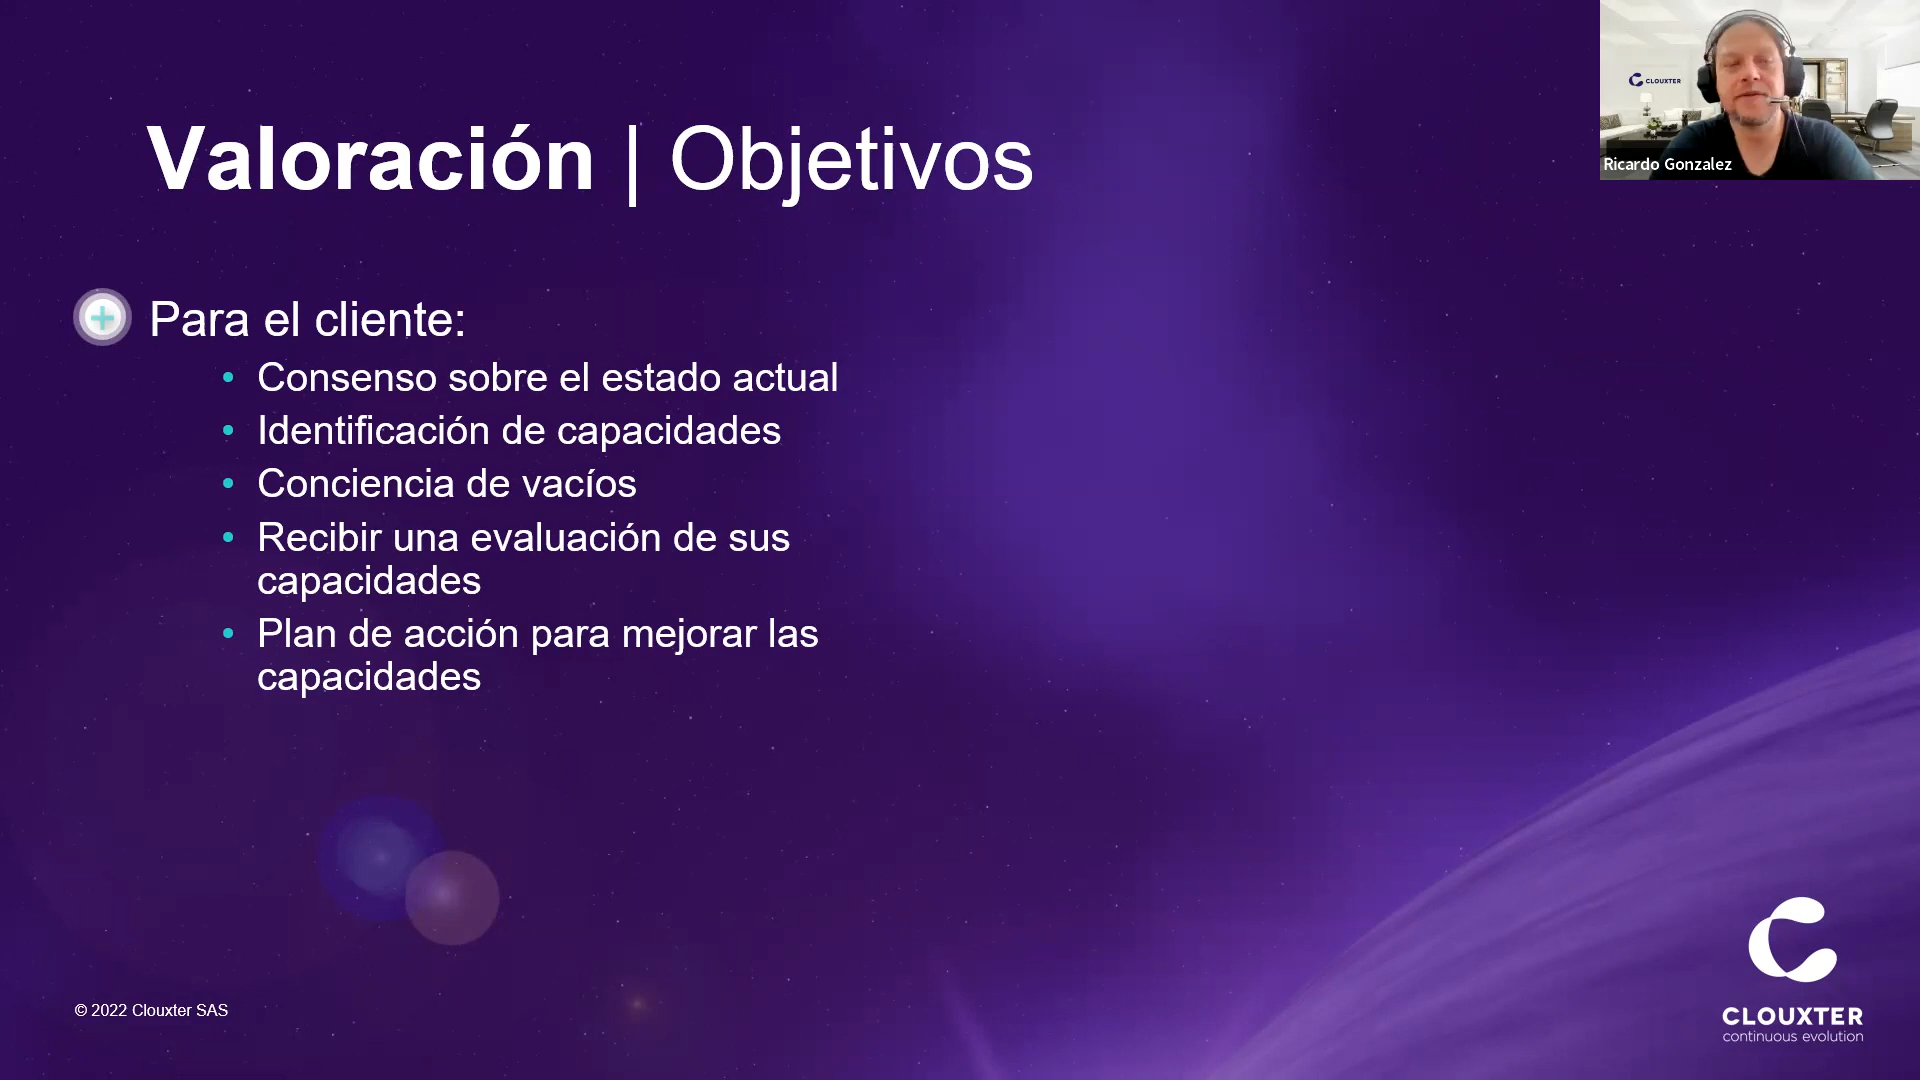 Valoración | Objetivos
CLOUXTER
Ricardo Gonzalez
Para el cliente:
• Consenso sobre el estado actual
• Identificación de capacidades
• Conciencia de vacíos
• Recibir una evaluación de sus
capacidades
• Plan de acción para mejorar las
capacidades
© 2022 Clouxter SAS
CLOUXTER
continuous evolution